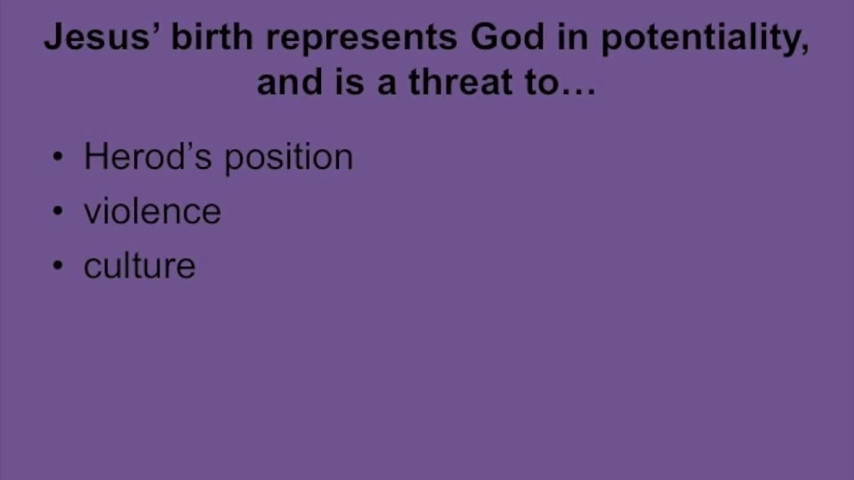 Jesus’ birth represents God in potentiality,
and is a threat to…
• Herod’s position
• violence
• culture